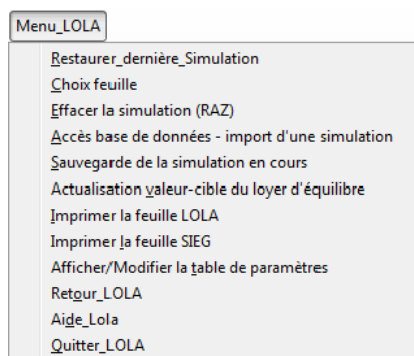 Menu_LOLA
Restaurer_dernière_Simulation
Choix feuille
Effacer la simulation (RAZ)
Accès base de données - import d'une simulation
Sauvegarde de la simulation en cours
Actualisation valeur-cible du loyer d'équilibre
Imprimer la feuille LOLA
Imprimer la feuille SIEG
Afficher/Modifier la table de paramètres
Retour_LOLA
Aide_Lola
Quitter_LOLA